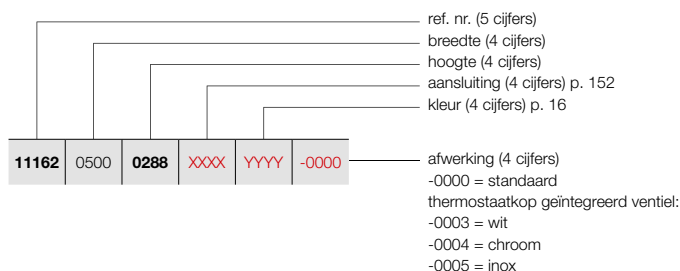 ref. nr. (5 cijfers)
breedte (4 cijfers)
hoogte (4 cijfers)
aansluiting (4 cijfers) p. 152
kleur (4 cijfers) p. 16
11162 0500 0288 XXXX YYYY -0000
afwerking (4 cijfers)
-0000 = standaard
thermostaatkop geïntegreerd ventiel:
-0003 = wit
-0004 = chroom
-0005 = inox